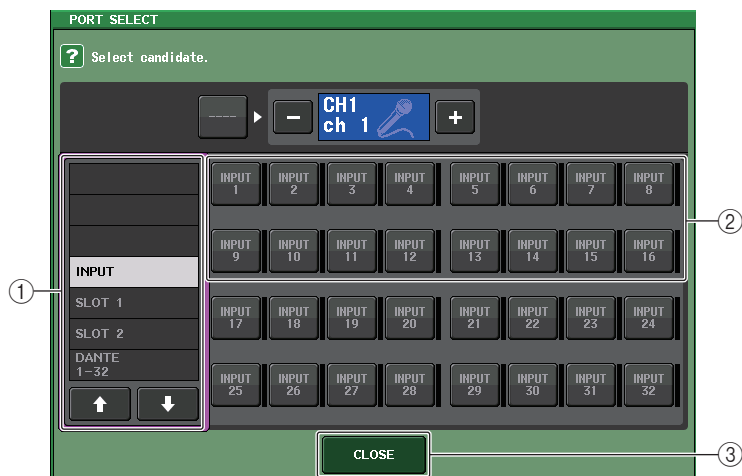 PORT SELECT
? Select candidate.
----
− CH1 +
ch 1
INPUT
SLOT 1
SLOT 2
DANTE
1-32
INPUT 1 INPUT 2 INPUT 3 INPUT 4 INPUT 5 INPUT 6 INPUT 7 INPUT 8
INPUT 9 INPUT 10 INPUT 11 INPUT 12 INPUT 13 INPUT 14 INPUT 15 INPUT 16
INPUT 17 INPUT 18 INPUT 19 INPUT 20 INPUT 21 INPUT 22 INPUT 23 INPUT 24
INPUT 25 INPUT 26 INPUT 27 INPUT 28 INPUT 29 INPUT 30 INPUT 31 INPUT 32
CLOSE
①
②
③